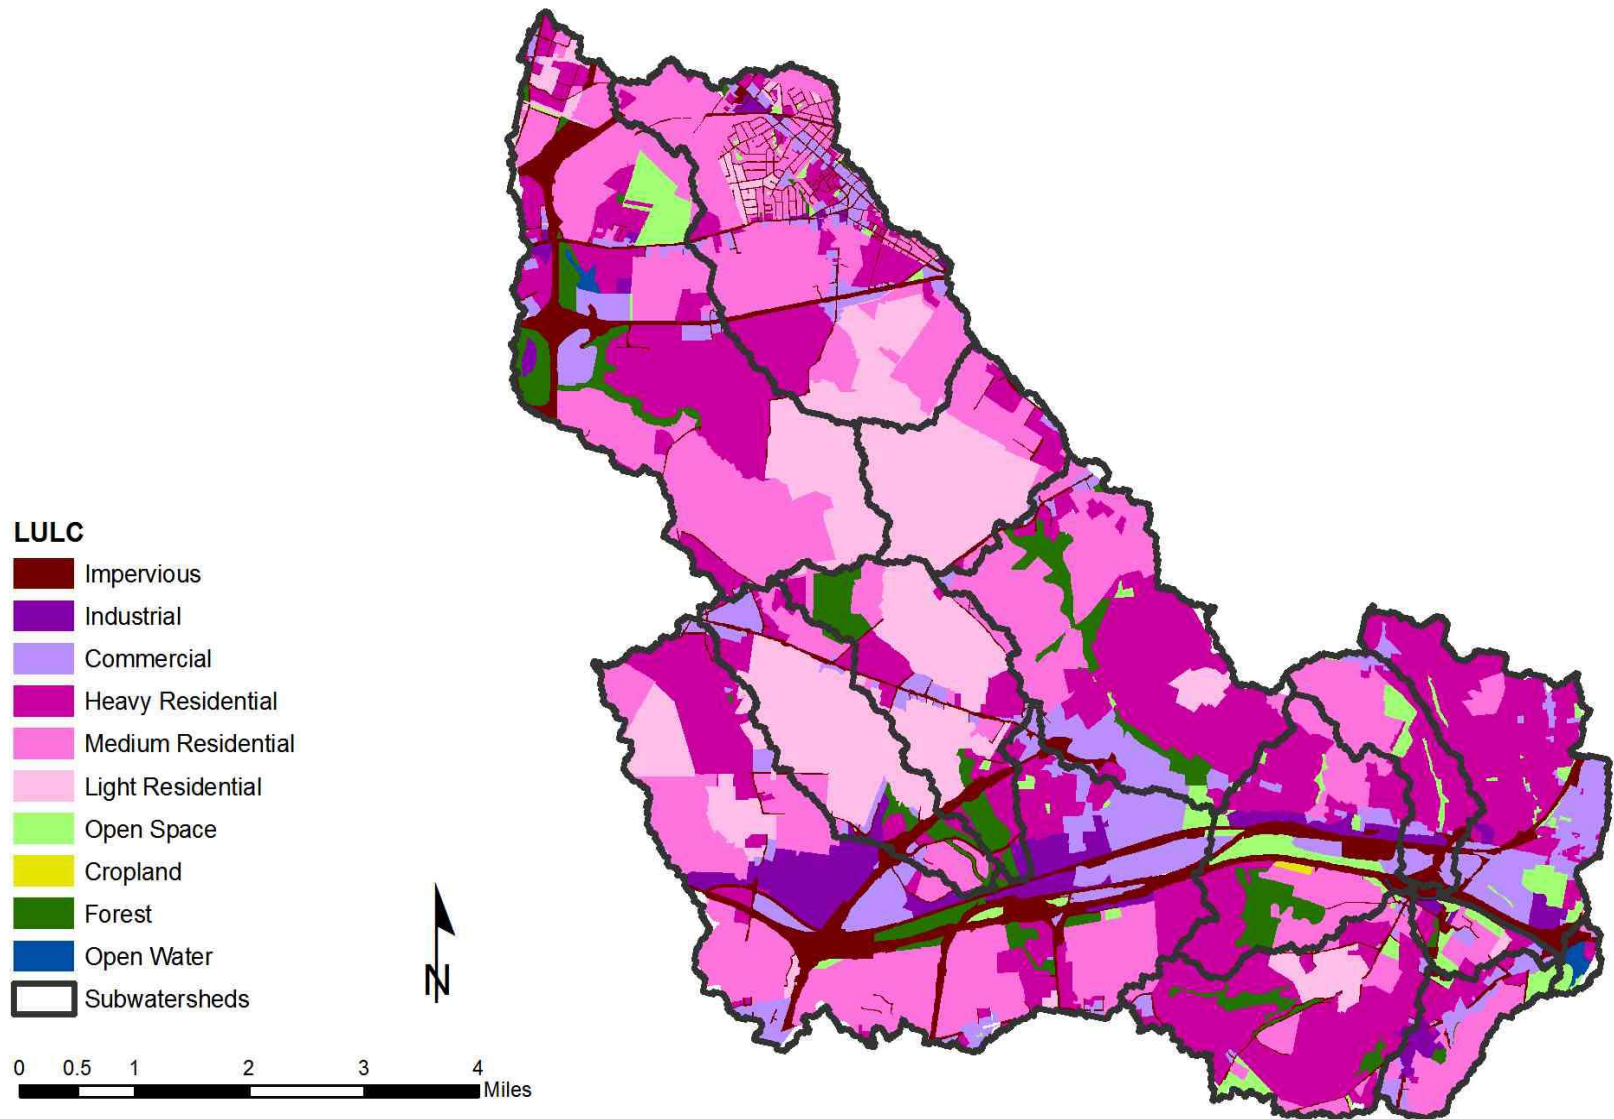 LULC
Impervious
Industrial
Commercial
Heavy Residential
Medium Residential
Light Residential
Open Space
Cropland
Forest
Open Water
Subwatersheds
N
0 0.5 1 2 3 4
Miles